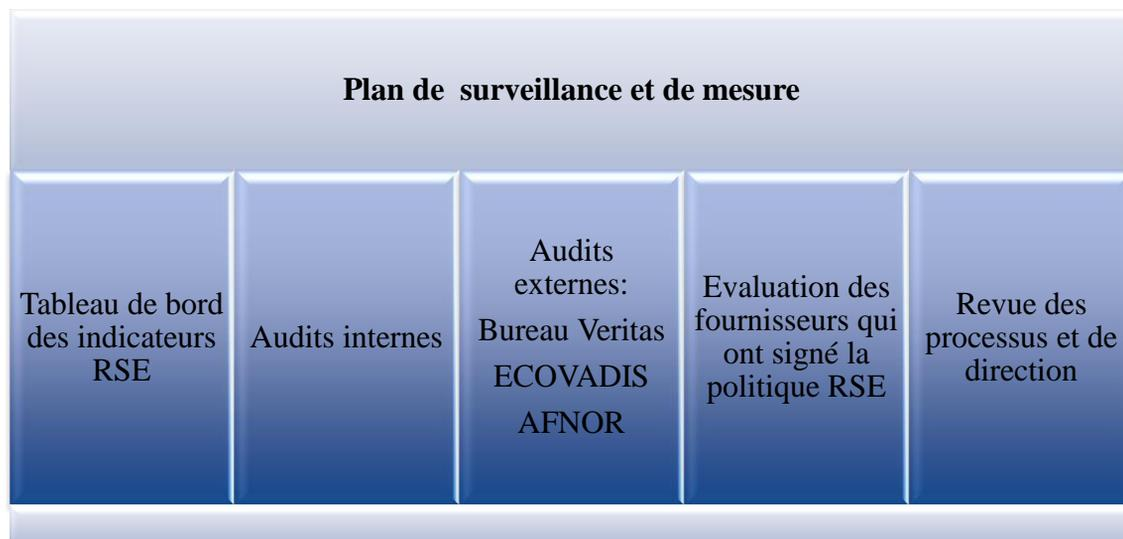 Plan de  surveillance et de mesure
Tableau de bord
des indicateurs
RSE
Audits internes
Audits
externes:
Bureau Veritas
ECOVADIS
AFNOR
Evaluation des
fournisseurs qui
ont signé la
politique RSE
Revue des
processus et de
direction